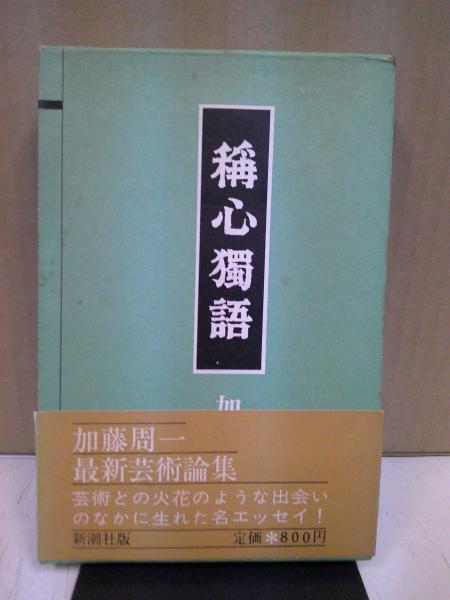 稱心獨語
加
加藤周一
最新芸術論集
芸術との火花のような出会い
のなかに生れた名エッセイ!
新潮社版 定価*800円